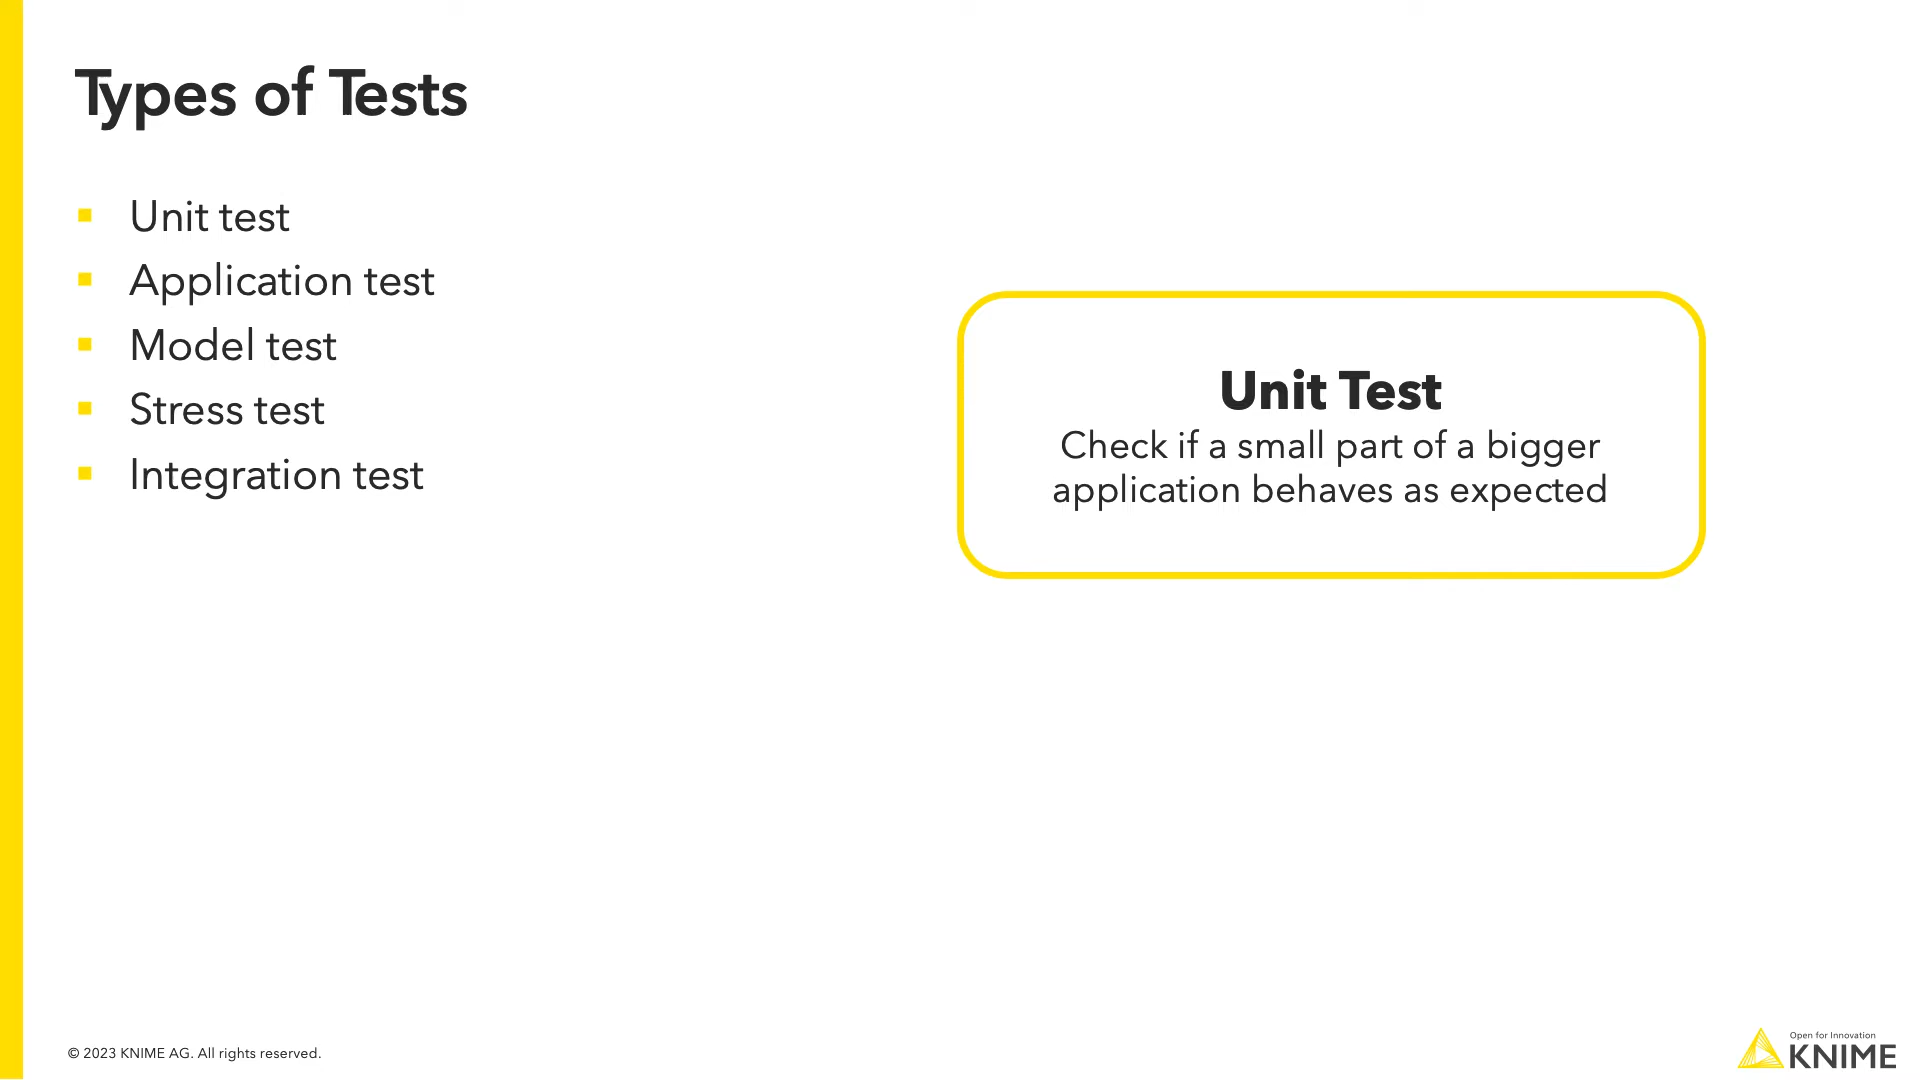 Types of Tests
Unit test
Application test
Model test
Stress test
Integration test
Unit Test
Check if a small part of a bigger
application behaves as expected
© 2023 KNIME AG. All rights reserved.
Open for Innovation
KNIME